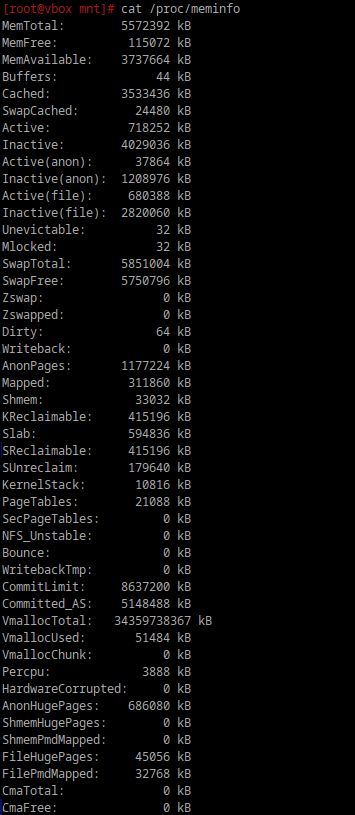 [root@vbox mnt]# cat /proc/meminfo
MemTotal:        5572392 kB
MemFree:          115072 kB
MemAvailable:    3737664 kB
Buffers:              44 kB
Cached:          3533436 kB
SwapCached:        24480 kB
Active:           718252 kB
Inactive:        4029036 kB
Active(anon):      37864 kB
Inactive(anon):  1208976 kB
Active(file):     680388 kB
Inactive(file):  2820060 kB
Unevictable:          32 kB
Mlocked:              32 kB
SwapTotal:       5851004 kB
SwapFree:        5750796 kB
Zswap:                 0 kB
Zswapped:              0 kB
Dirty:                64 kB
Writeback:             0 kB
AnonPages:       1177224 kB
Mapped:           311860 kB
Shmem:             33032 kB
KReclaimable:     415196 kB
Slab:             594836 kB
SReclaimable:     415196 kB
SUnreclaim:       179640 kB
KernelStack:       10816 kB
PageTables:        21088 kB
SecPageTables:         0 kB
NFS_Unstable:          0 kB
Bounce:                0 kB
WritebackTmp:          0 kB
CommitLimit:     8637200 kB
Committed_AS:    5148488 kB
VmallocTotal:   34359738367 kB
VmallocUsed:       51484 kB
VmallocChunk:          0 kB
Percpu:             3888 kB
HardwareCorrupted:     0 kB
AnonHugePages:    686080 kB
ShmemHugePages:        0 kB
ShmemPmdMapped:        0 kB
FileHugePages:     45056 kB
FilePmdMapped:     32768 kB
CmaTotal:              0 kB
CmaFree:               0 kB